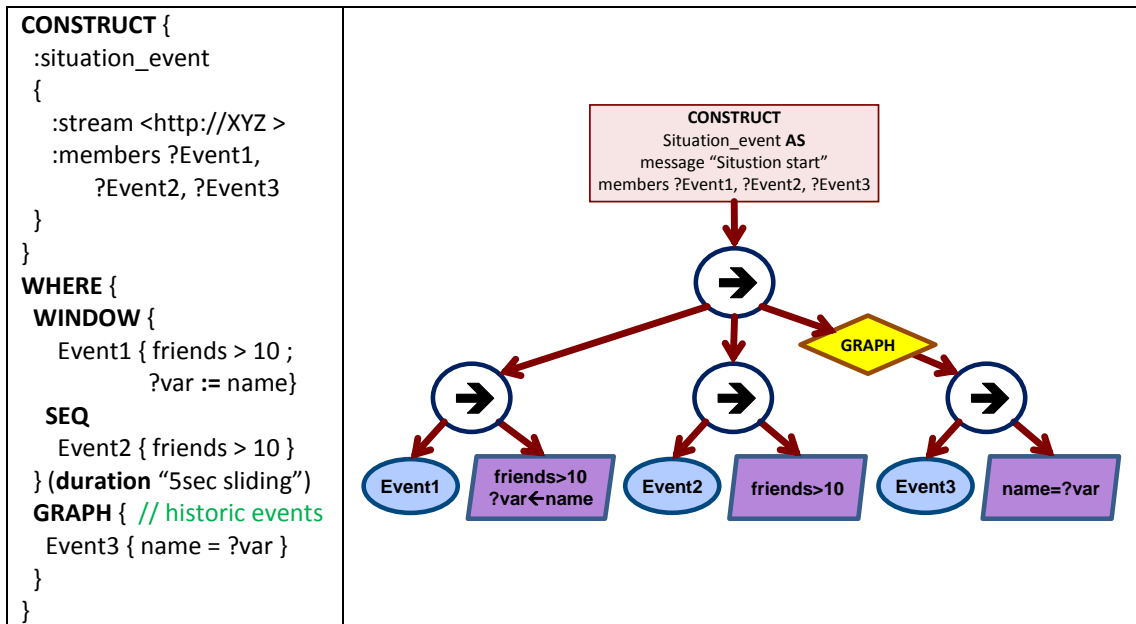 CONSTRUCT {
:situation_event
{
:stream <http://XYZ >
:members ?Event1,
?Event2, ?Event3
}
}
WHERE {
WINDOW {
Event1 { friends > 10 ;
?var := name}
SEQ
Event2 { friends > 10 }
} (duration “5sec sliding”)
GRAPH { // historic events
Event3 { name = ?var }
}
}
CONSTRUCT
Situation_event AS
message “Situstion start”
members ?Event1, ?Event2, ?Event3
GRAPH
Event1
friends>10
?var←name
Event2
friends>10
Event3
name=?var